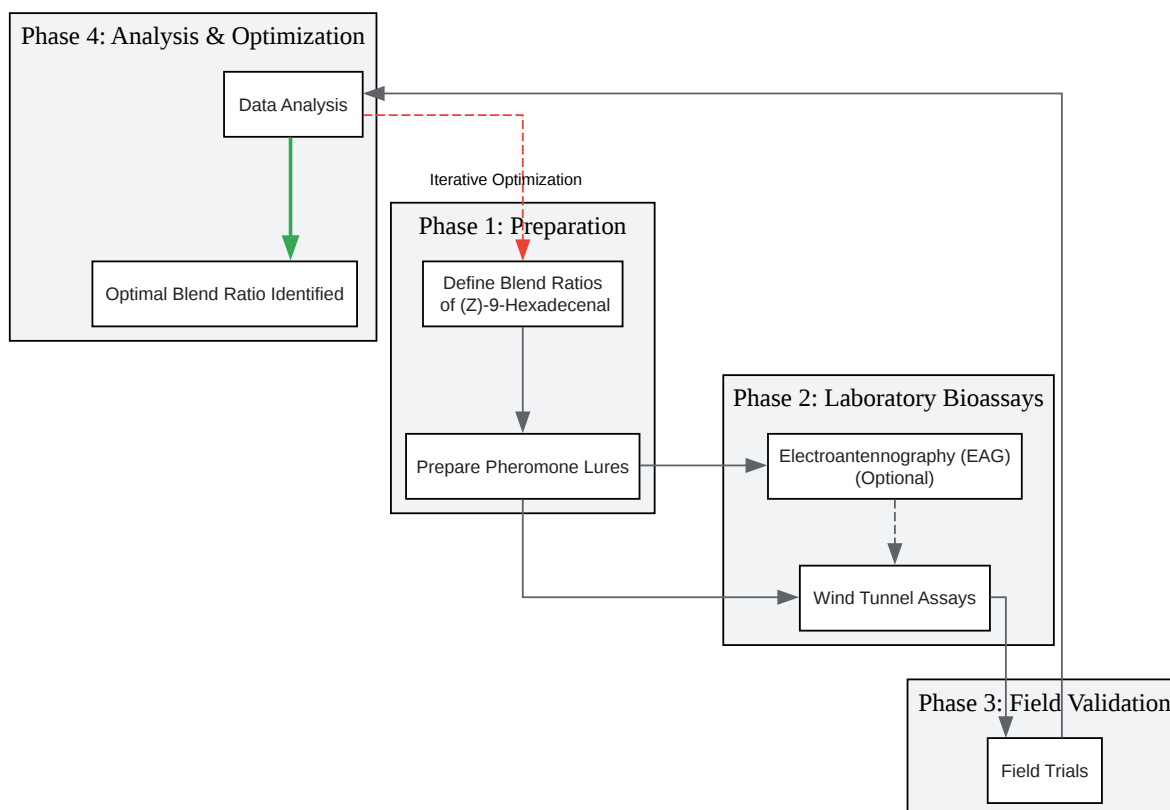 Phase 4: Analysis & Optimization
Data Analysis
Optimal Blend Ratio Identified
Iterative Optimization
Phase 1: Preparation
Define Blend Ratios
of (Z)-9-Hexadecenal
Prepare Pheromone Lures
Phase 2: Laboratory Bioassays
Electroantennography (EAG)
(Optional)
Wind Tunnel Assays
Phase 3: Field Validation
Field Trials